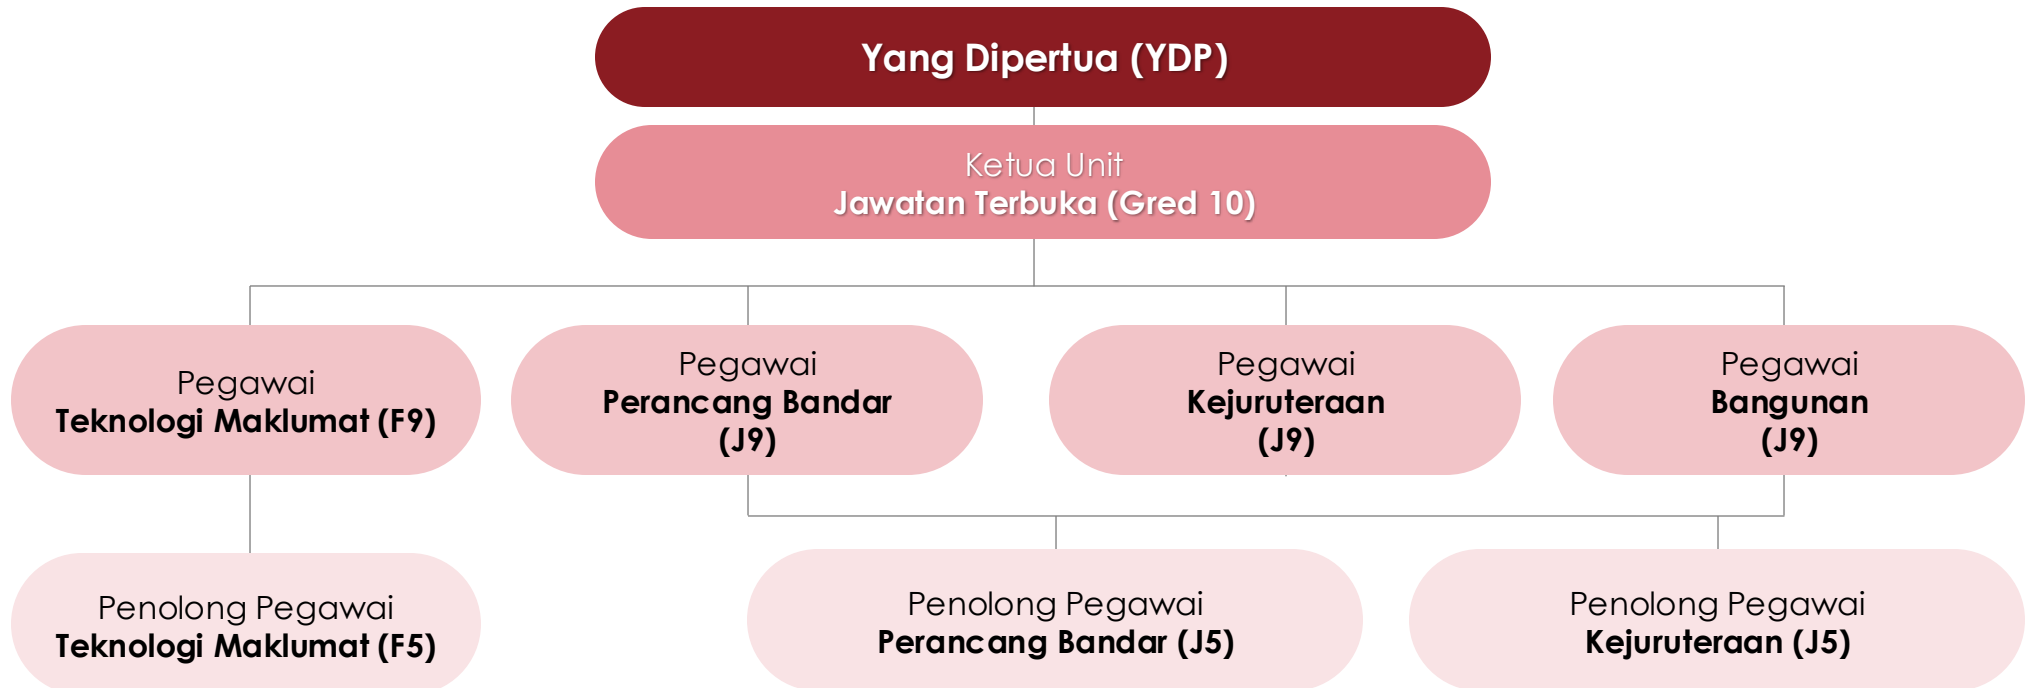 Yang Dipertua (YDP)
Ketua Unit
Jawatan Terbuka (Gred 10)
Pegawai
Teknologi Maklumat (F9)
Pegawai
Perancang Bandar
(J9)
Pegawai
Kejuruteraan
(J9)
Pegawai
Bangunan
(J9)
Penolong Pegawai
Teknologi Maklumat (F5)
Penolong Pegawai
Perancang Bandar (J5)
Penolong Pegawai
Kejuruteraan (J5)